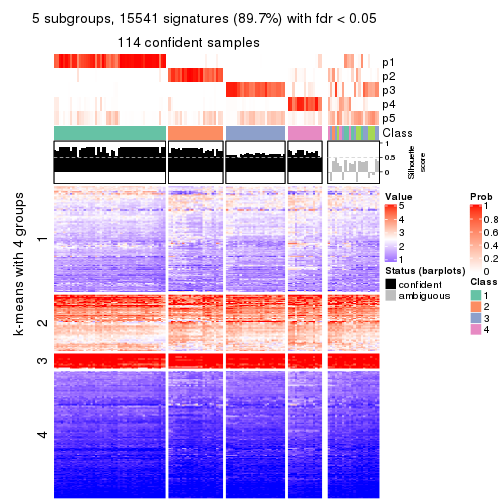 5 subgroups, 15541 signatures (89.7%) with fdr < 0.05
114 confident samples
p1
p2
p3
p4
p5
Class
1
0.5
0
Silhouette
score
k-means with 4 groups
1
2
3
4
Value
5
4
3
2
1
Status (barplots)
confident
ambiguous
Prob
1
0.8
0.6
0.4
0.2
0
Class
1
2
3
4